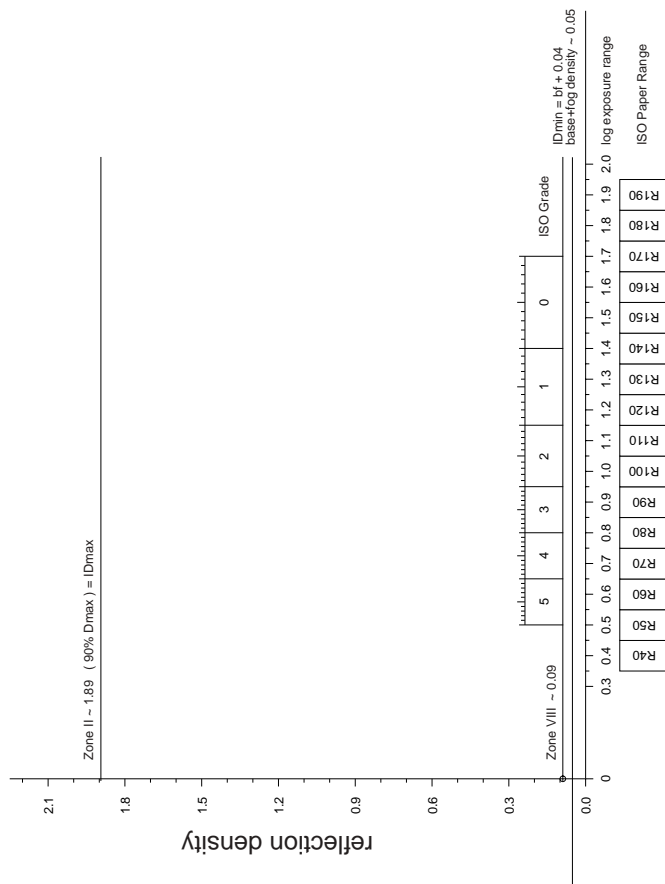 reflection density
2.1
1.8
1.5
1.2
0.9
0.6
0.3
0.0
Zone II ~ 1.89 ( 90% Dmax ) = IDmax
Zone VIII ~ 0.09
5 4 3 2 1 0 ISO Grade
IDmin = bf + 0.04
base+fog density ~ 0.05
0 0.3 0.4 0.5 0.6 0.7 0.8 0.9 1.0 1.1 1.2 1.3 1.4 1.5 1.6 1.7 1.8 1.9 2.0 log exposure range
R40 R50 R60 R70 R80 R90 R100 R110 R120 R130 R140 R150 R160 R170 R180 R190 ISO Paper Range